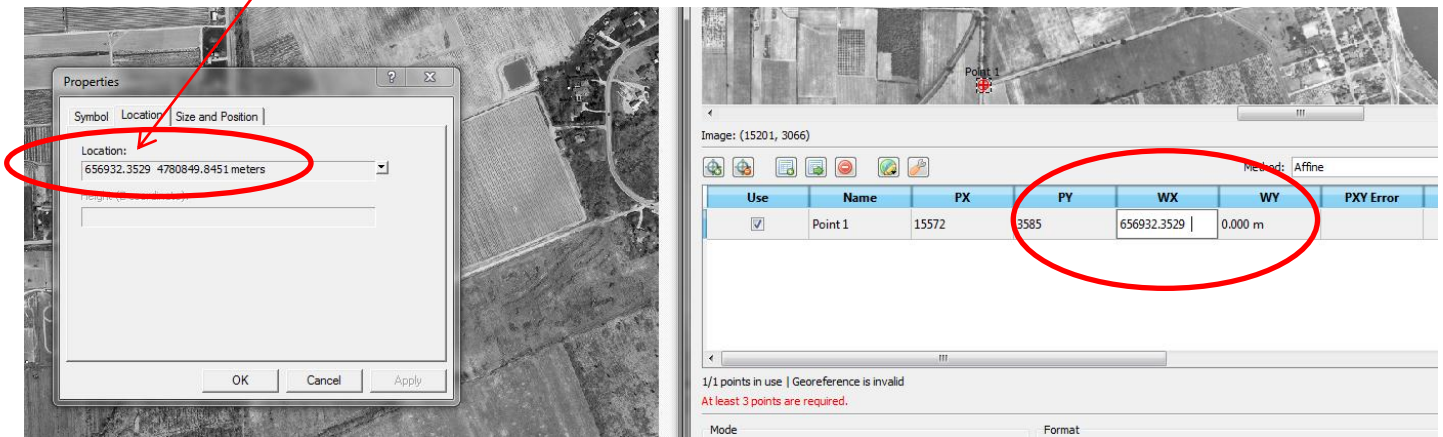 Properties
Symbol Location Size and Position
Location:
656932.3529 4780849.8451 meters
OK Cancel Apply
Point 1
Image: (15201, 3066)
Method: Affine
Use Name PX PY WX WY PXY Error
Point 1 15572 3585 656932.3529 0.000 m
1/1 points in use | Georeference is invalid
At least 3 points are required.
Mode Format